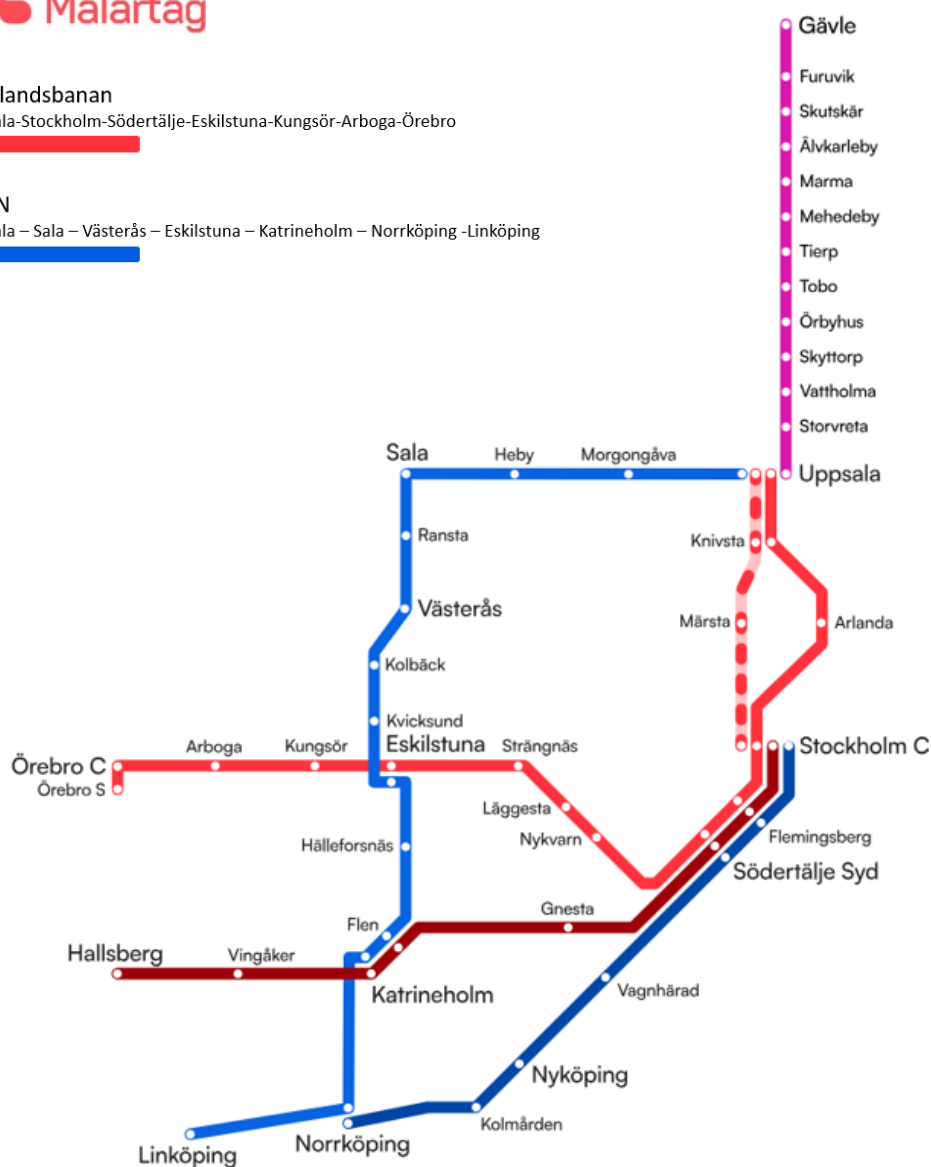 Mälartåg
landsbanan
la-Stockholm-Södertälje-Eskilstuna-Kungsör-Arboga-Örebro
N
la – Sala – Västerås – Eskilstuna – Katrineholm – Norrköping -Linköping
Gävle
Furuvik
Skutskär
Älvkarleby
Marma
Mehedeby
Tierp
Tobo
Örbyhus
Skyttorp
Vattholma
Storvreta
Uppsala
Sala
Heby
Morgongåva
Ransta
Knivsta
Västerås
Märsta
Arlanda
Kolbäck
Kvicksund
Eskilstuna
Strängnäs
Stockholm C
Örebro C
Arboga
Kungsör
Örebro S
Läggesta
Nykvarn
Flemingsberg
Hälleforsnäs
Södertälje Syd
Gnesta
Flen
Hallsberg
Vingåker
Katrineholm
Vagnhärad
Nyköping
Kolmården
Norrköping
Linköping